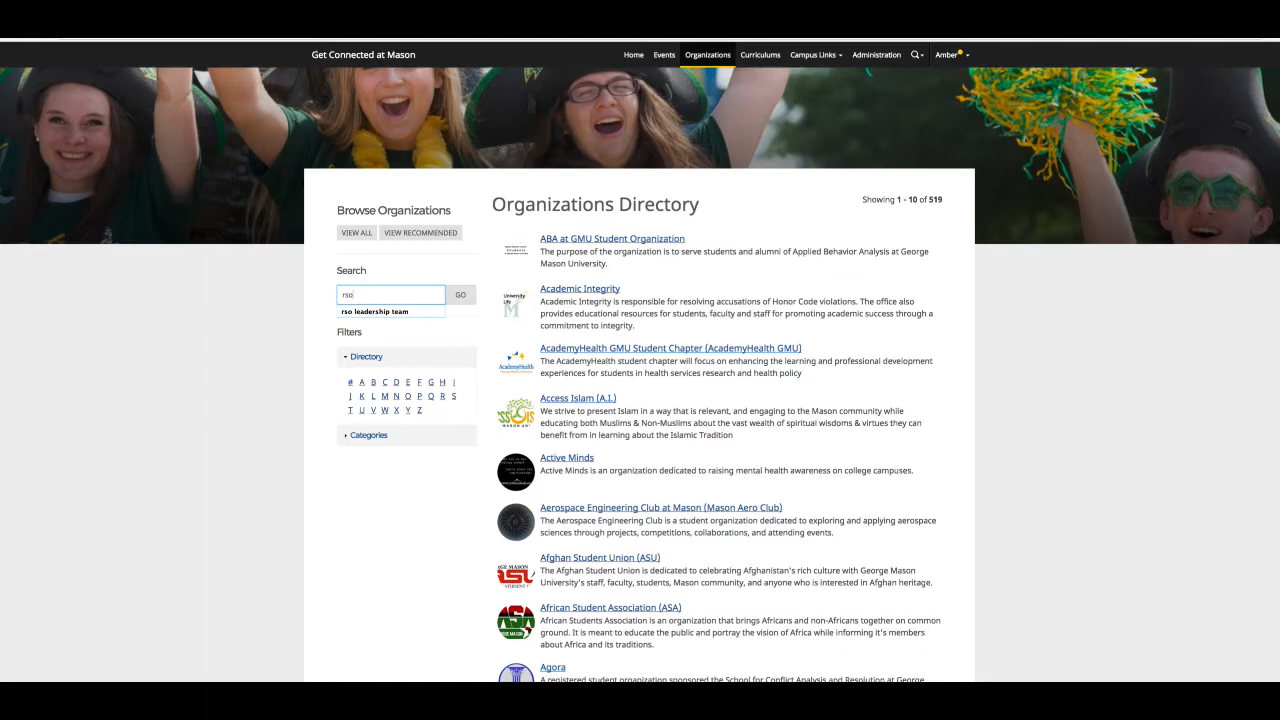 Get Connected at Mason
Home Events Organizations Curriculums Campus Links Administration Amber
Browse Organizations
VIEW ALL VIEW RECOMMENDED
Search
rso GO
rso leadership team
Filters
Directory
# A B C D E F G H I
J K L M N O P Q R S
T U V W X Y Z
Categories
Organizations Directory
Showing 1 - 10 of 519
ABA at GMU Student Organization
The purpose of the organization is to serve students and alumni of Applied Behavior Analysis at George
Mason University.
University
Life
Academic Integrity
Academic Integrity is responsible for resolving accusations of Honor Code violations. The office also
provides educational resources for students, faculty and staff for promoting academic success through a
commitment to integrity.
AcademyHealth
AcademyHealth GMU Student Chapter (AcademyHealth GMU)
The AcademyHealth student chapter will focus on enhancing the learning and professional development
experiences for students in health services research and health policy
Access Islam (A.I.)
We strive to present Islam in a way that is relevant, and engaging to the Mason community while
educating both Muslims & Non-Muslims about the vast wealth of spiritual wisdoms & virtues they can
benefit from in learning about the Islamic Tradition
Active Minds
Active Minds is an organization dedicated to raising mental health awareness on college campuses.
Aerospace Engineering Club at Mason (Mason Aero Club)
The Aerospace Engineering Club is a student organization dedicated to exploring and applying aerospace
sciences through projects, competitions, collaborations, and attending events.
Afghan Student Union (ASU)
The Afghan Student Union is dedicated to celebrating Afghanistan's rich culture with George Mason
University's staff, faculty, students, Mason community, and anyone who is interested in Afghan heritage.
ASA
African Student Association (ASA)
African Students Association is an organization that brings Africans and non-Africans together on common
ground. It is meant to educate the public and portray the vision of Africa while informing it's members
about Africa and its traditions.
Agora
A registered student organization sponsored the School for Conflict Analysis and Resolution at George